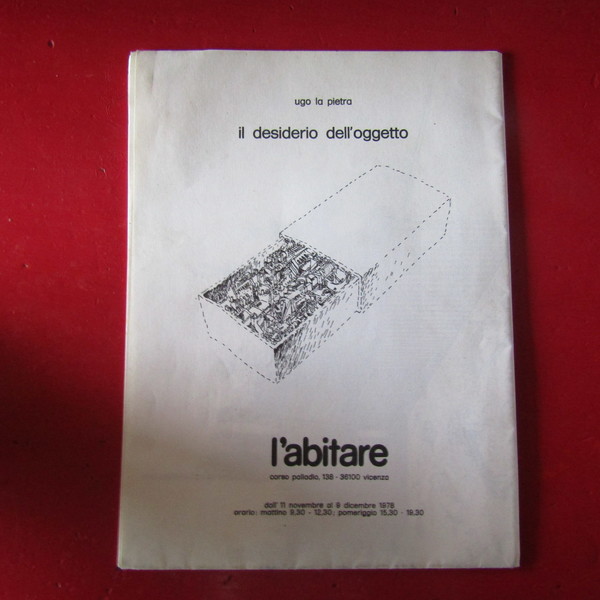 ugo la pietra
il desiderio dell'oggetto
l'abitare
corso palladio, 138 - 36100 vicenza
dall' 11 novembre al 9 dicembre 1978
orario: mattino 9,30 - 12,30; pomeriggio 15,30 - 19,30